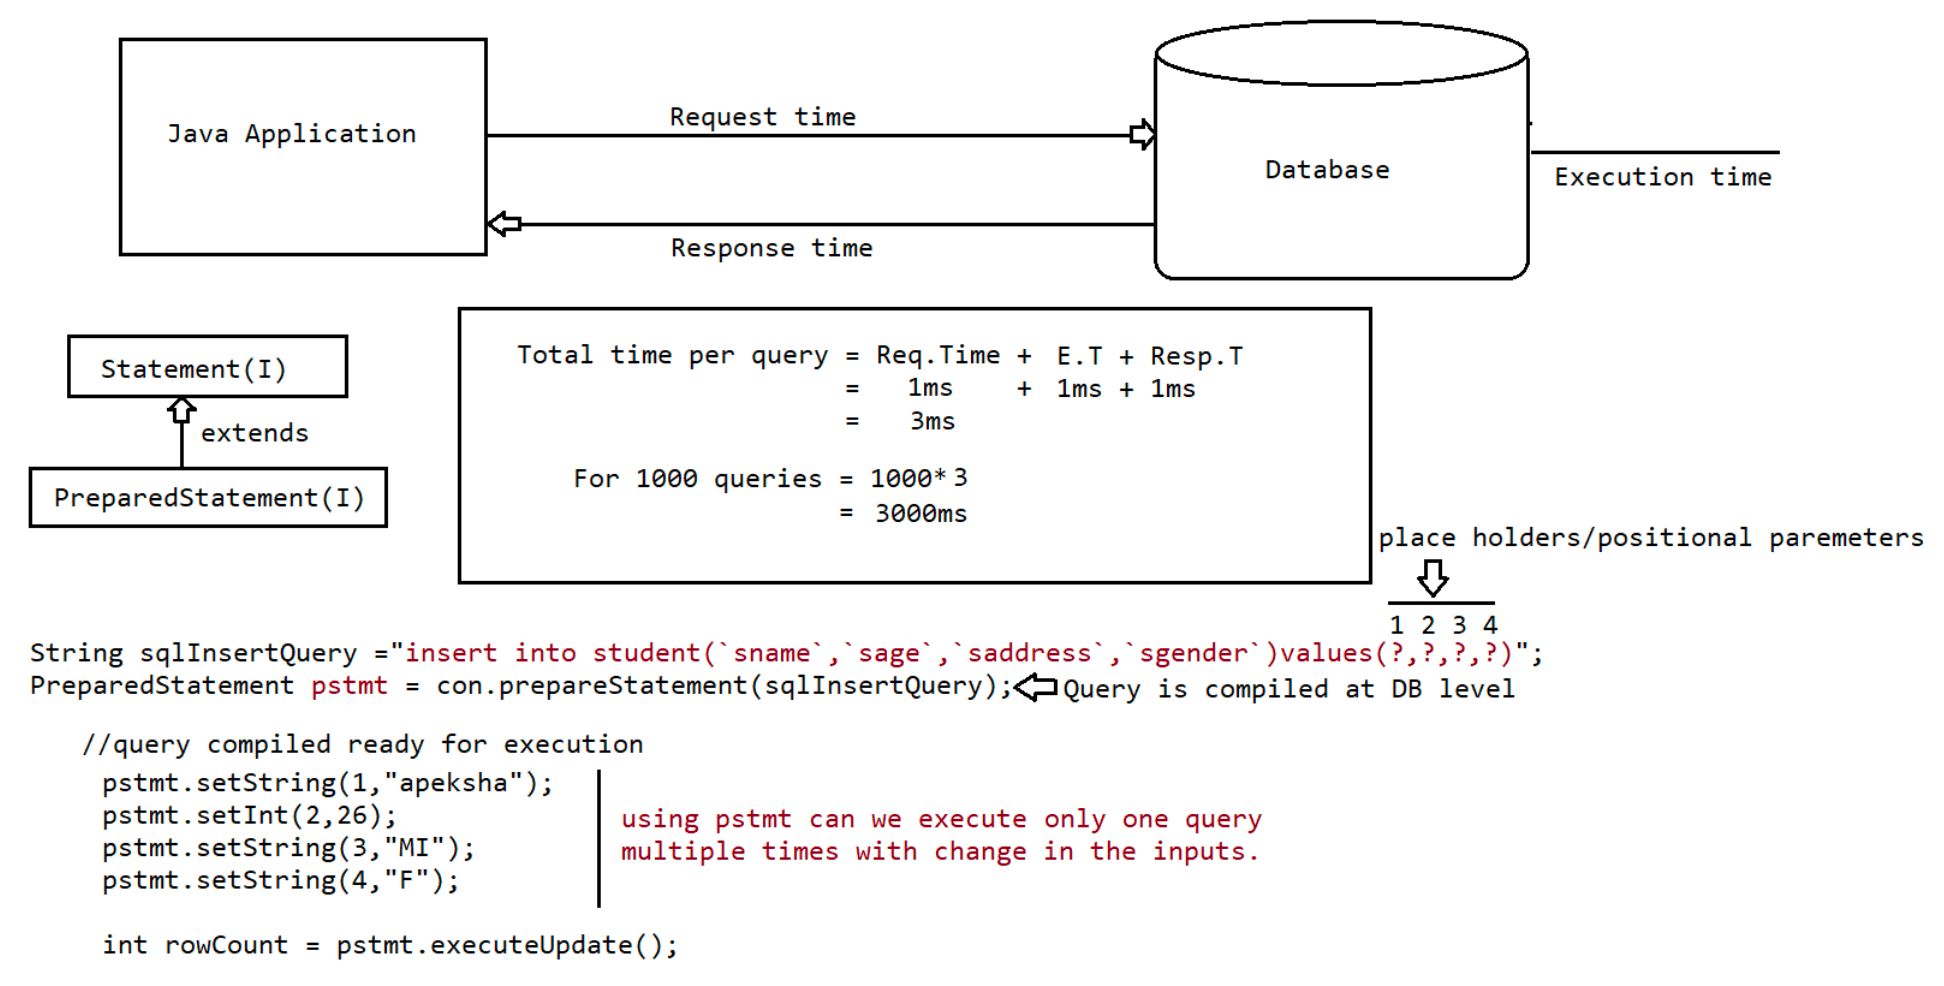 Java Application
Request time
Response time
Database
Execution time
Statement(I)
extends
PreparedStatement(I)
Total time per query = Req.Time + E.T + Resp.T
= 1ms + 1ms + 1ms
= 3ms
For 1000 queries = 1000* 3
= 3000ms
place holders/positional paremeters
1 2 3 4
String sqlInsertQuery ="insert into student(`sname`,`sage`,`saddress`,`sgender`)values(?,?,?,?)";
PreparedStatement pstmt = con.prepareStatement(sqlInsertQuery); Query is compiled at DB level
//query compiled ready for execution
pstmt.setString(1,"apeksha");
pstmt.setInt(2,26);
pstmt.setString(3,"MI");
pstmt.setString(4,"F");
using pstmt can we execute only one query
multiple times with change in the inputs.
int rowCount = pstmt.executeUpdate();